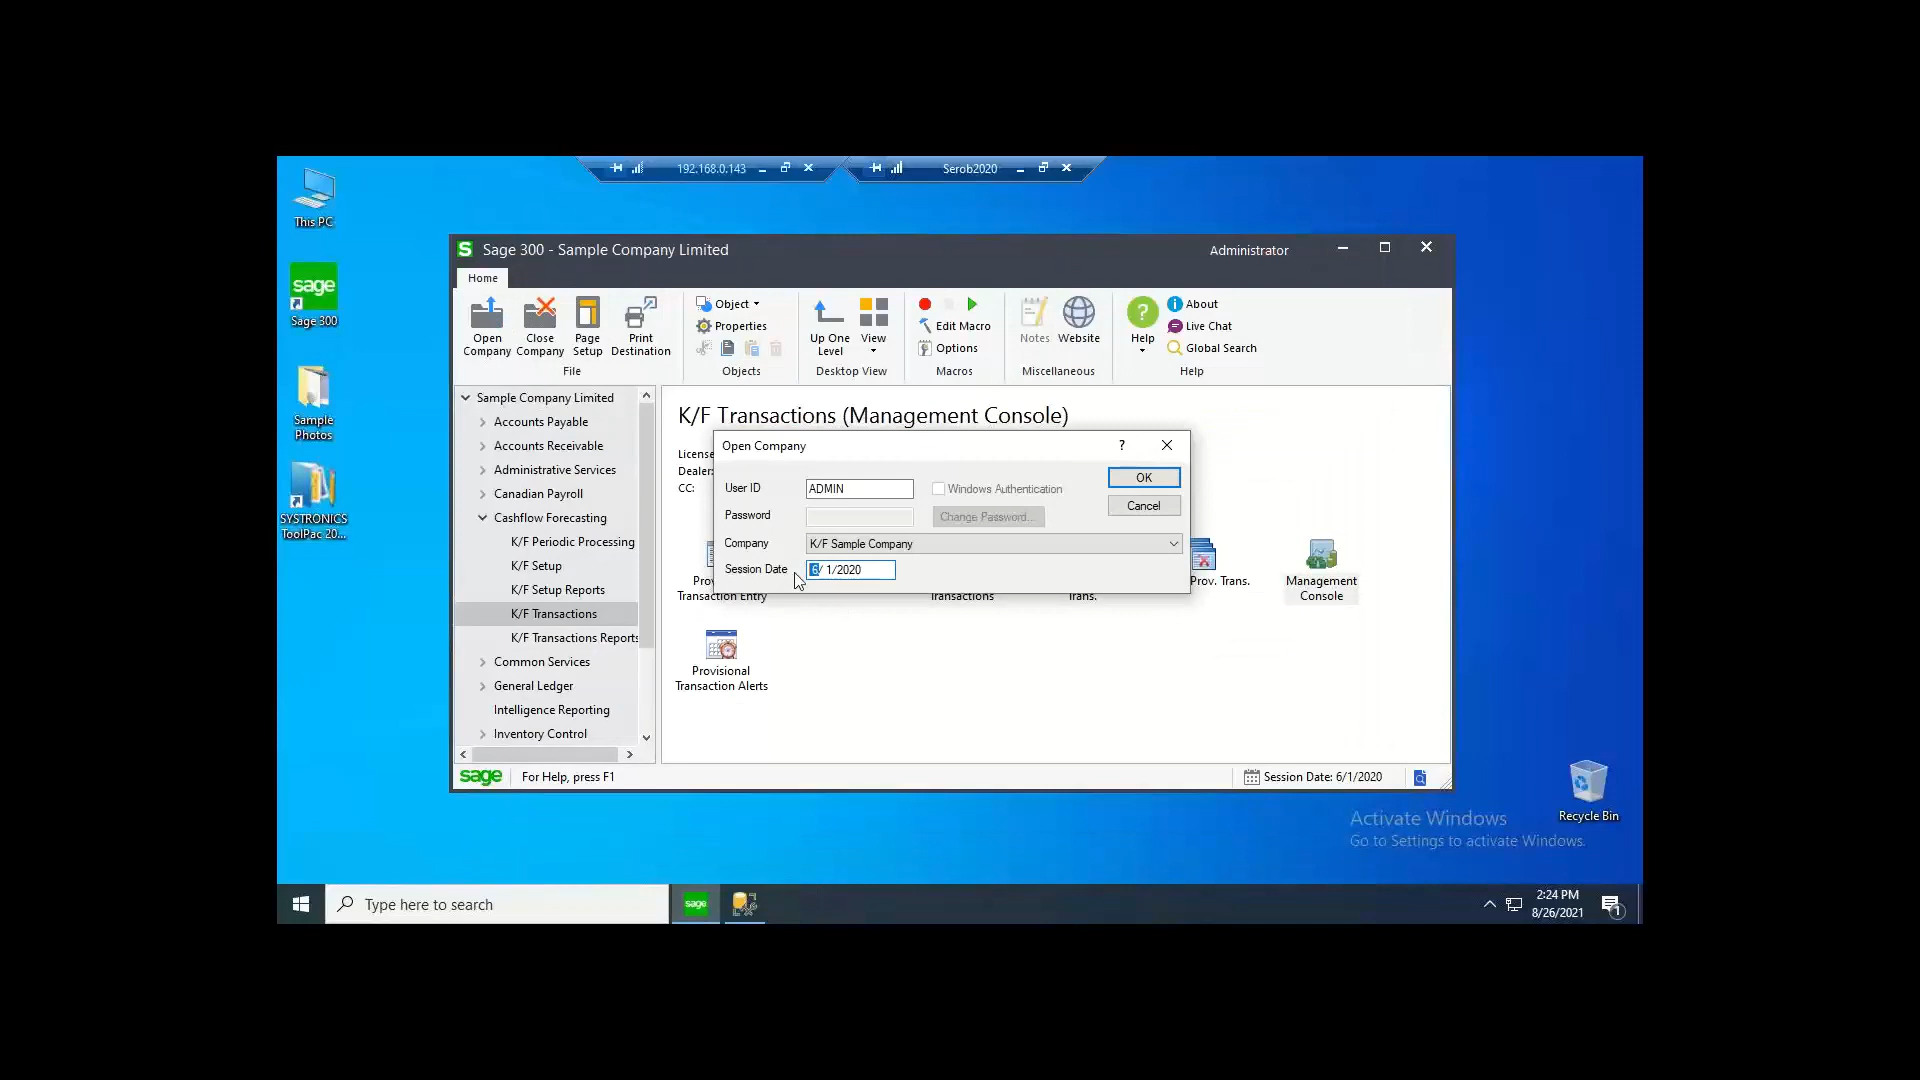 192.168.0.143
Serob2020
This PC
sage
Sage 300
Sample
Photos
SYSTRONICS
ToolPac 20...
S Sage 300 - Sample Company Limited
Administrator
Home
Open
Company
Close
Company
Page
Setup
Print
Destination
File
Object
Properties
Objects
Up One
Level
View
Desktop View
Edit Macro
Options
Macros
Notes
Website
Miscellaneous
Help
About
Live Chat
Global Search
Help
Sample Company Limited
Accounts Payable
Accounts Receivable
Administrative Services
Canadian Payroll
Cashflow Forecasting
K/F Periodic Processing
K/F Setup
K/F Setup Reports
K/F Transactions
K/F Transactions Reports
Common Services
General Ledger
Intelligence Reporting
Inventory Control
K/F Transactions (Management Console)
License
Dealer:
CC:
Open Company
?
User ID
ADMIN
Windows Authentication
OK
Password
Change Password...
Cancel
Company
K/F Sample Company
Session Date
6/ 1/2020
Transaction Entry
Transactions
Trans.
Prov. Trans.
Management
Console
Provisional
Transaction Alerts
sage
For Help, press F1
Session Date: 6/1/2020
Recycle Bin
Activate Windows
Go to Settings to activate Windows.
Type here to search
sage
2:24 PM
8/26/2021
1